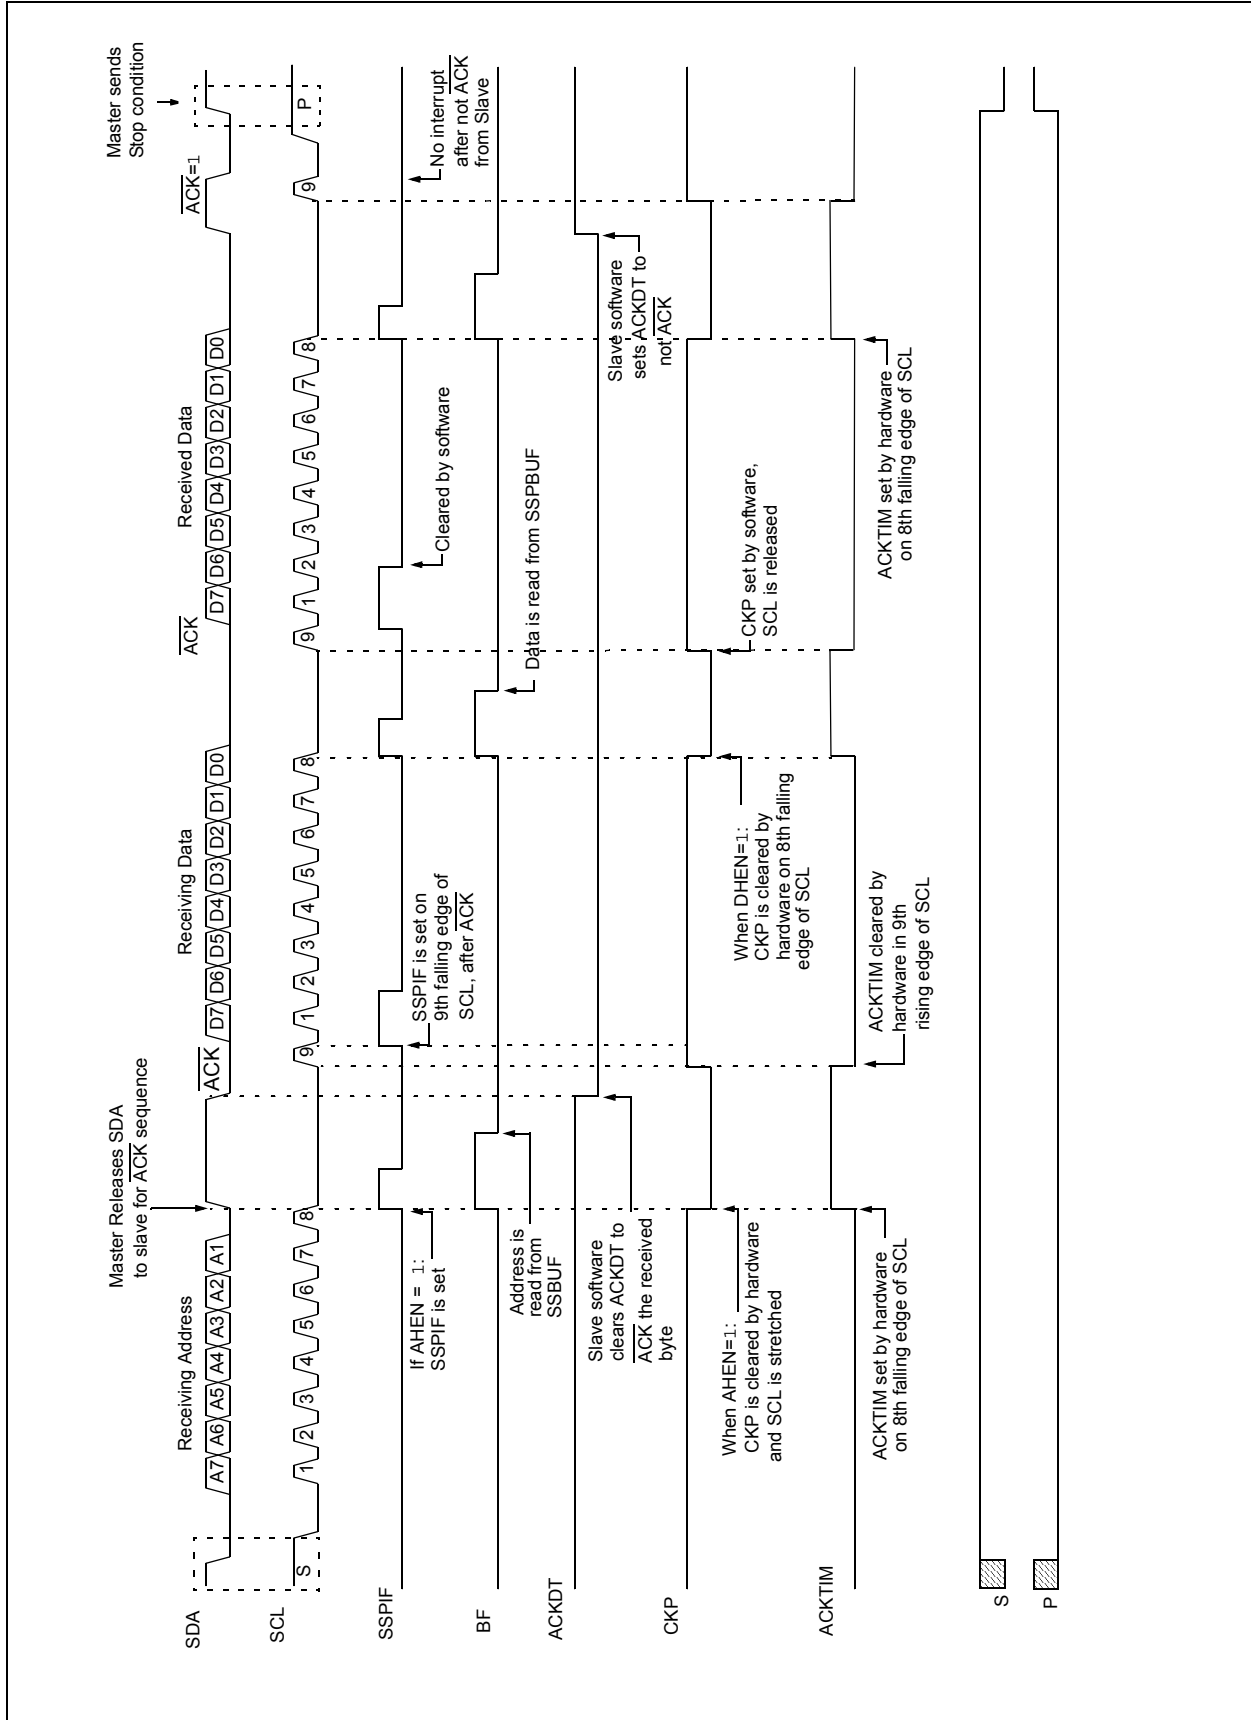 Master Releases SDA
to slave for ACK sequence
Master sends
Stop condition
Receiving Address
Receiving Data
Received Data
ACK
ACK
ACK=1
SDA
A7 A6 A5 A4 A3 A2 A1
D7 D6 D5 D4 D3 D2 D1 D0
D7 D6 D5 D4 D3 D2 D1 D0
SCL
S
1 2 3 4 5 6 7 8 9
1 2 3 4 5 6 7 8 9
1 2 3 4 5 6 7 8 9
P
SSPIF
If AHEN = 1:
SSPIF is set
SSPIF is set on
9th falling edge of
SCL, after ACK
Cleared by software
No interrupt
after not ACK
from Slave
BF
Address is
read from
SSBUF
Data is read from SSPBUF
ACKDT
Slave software
clears ACKDT to
ACK the received
byte
Slave software
sets ACKDT to
not ACK
CKP
When AHEN=1:
CKP is cleared by hardware
and SCL is stretched
When DHEN=1:
CKP is cleared by
hardware on 8th falling
edge of SCL
CKP set by software,
SCL is released
ACKTIM
ACKTIM set by hardware
on 8th falling edge of SCL
ACKTIM cleared by
hardware in 9th
rising edge of SCL
ACKTIM set by hardware
on 8th falling edge of SCL
S
P